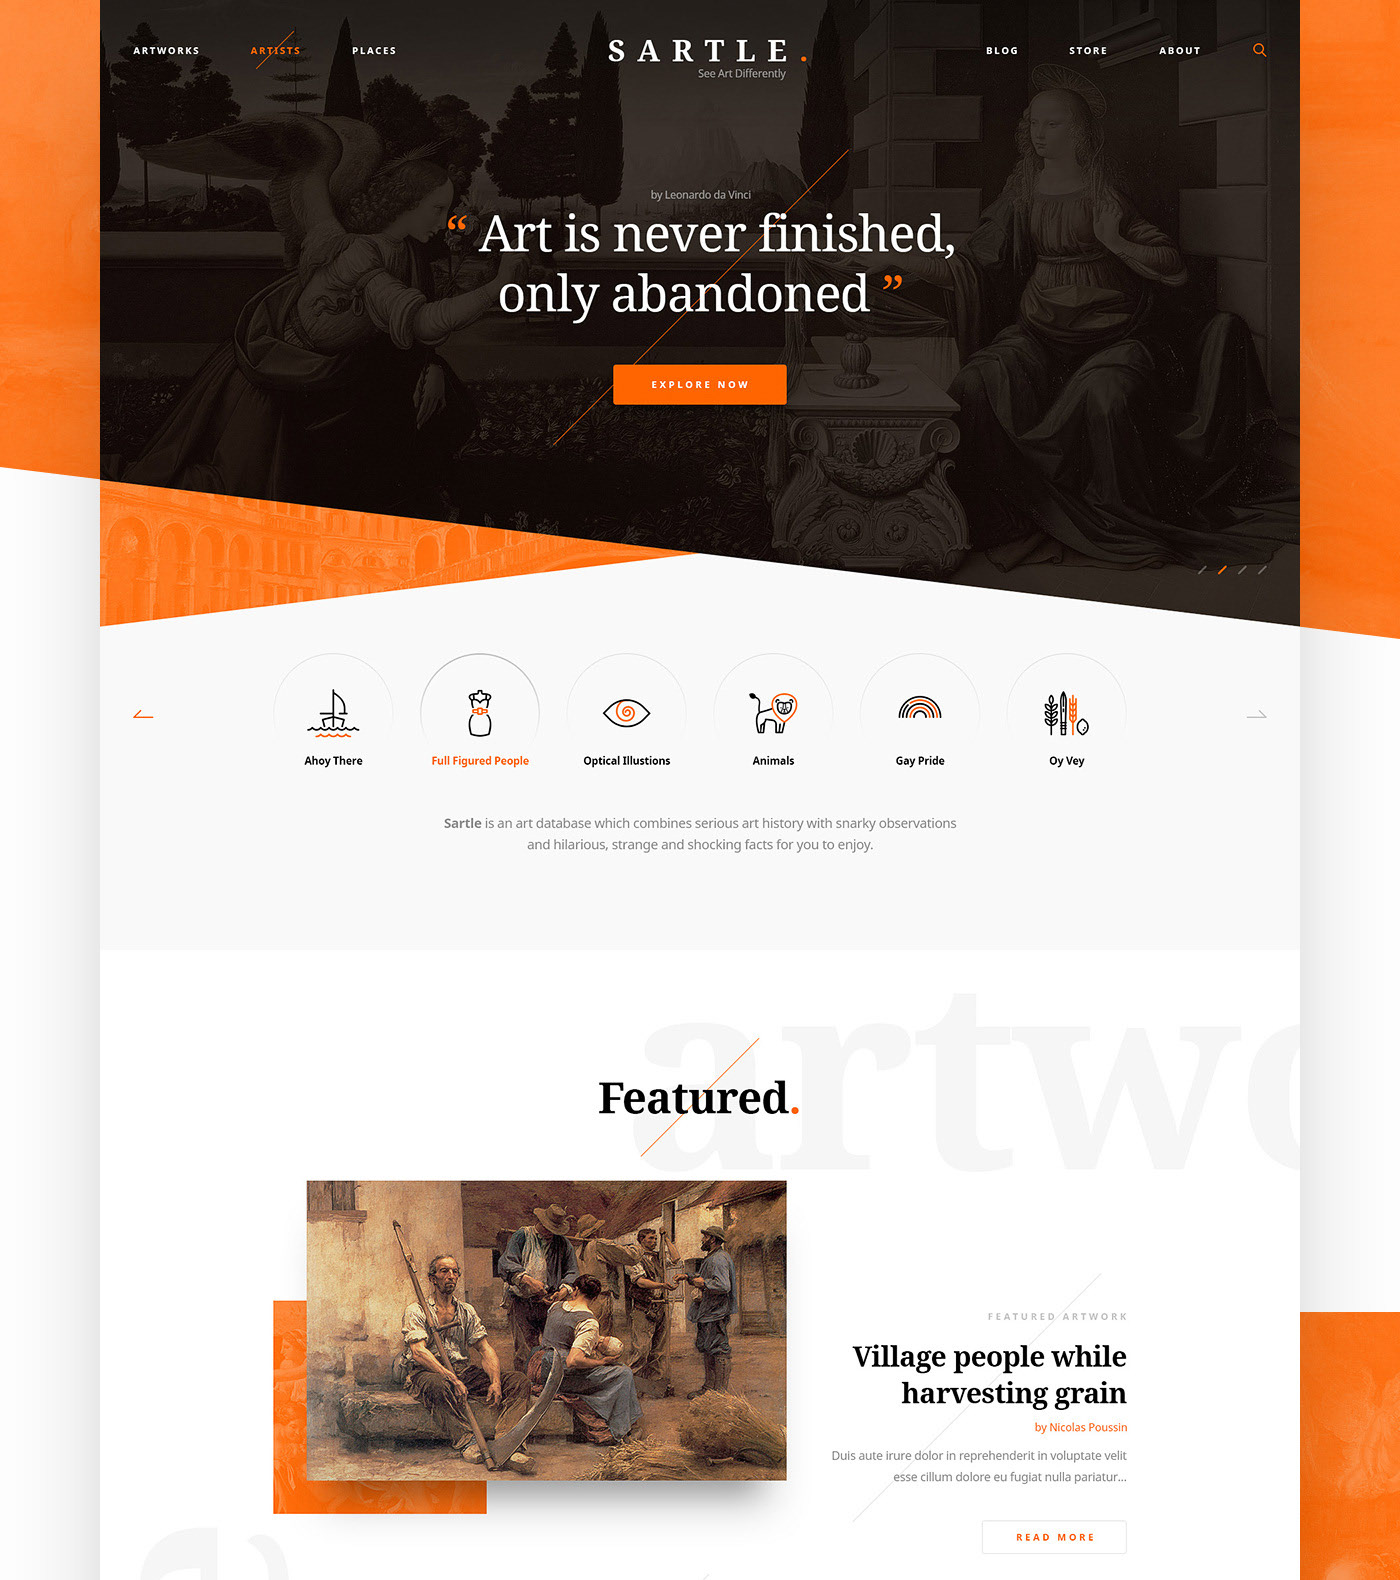 ARTWORKS
ARTISTS
PLACES
SARTLE.
See Art Differently
BLOG
STORE
ABOUT
by Leonardo da Vinci
“ Art is never finished,
only abandoned ”
EXPLORE NOW
Ahoy There
Full Figured People
Optical Illustions
Animals
Gay Pride
Oy Vey
Sartle is an art database which combines serious art history with snarky observations
and hilarious, strange and shocking facts for you to enjoy.
artwo
Featured.
FEATURED ARTWORK
Village people while
harvesting grain
by Nicolas Poussin
Duis aute irure dolor in reprehenderit in voluptate velit
esse cillum dolore eu fugiat nulla pariatur...
READ MORE